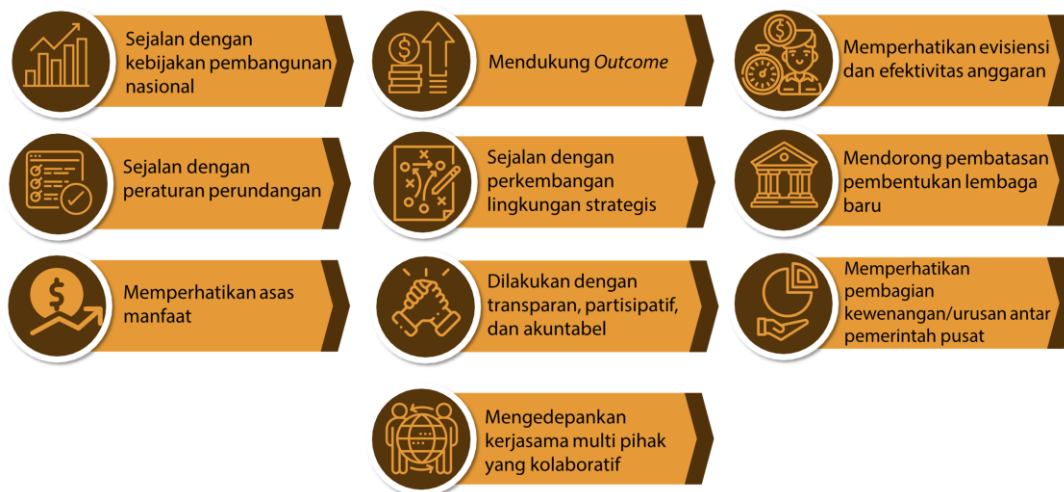 Sejalan dengan
kebijakan pembangunan
nasional
Mendukung Outcome
Memperhatikan evisiensi
dan efektivitas anggaran
Sejalan dengan
peraturan perundangan
Sejalan dengan
perkembangan
lingkungan strategis
Mendorong pembatasan
pembentukan lembaga
baru
Memperhatikan asas
manfaat
Dilakukan dengan
transparan, partisipatif,
dan akuntabel
Memperhatikan
pembagian
kewenangan/urusan antar
pemerintah pusat
Mengedepankan
kerjasama multi pihak
yang kolaboratif